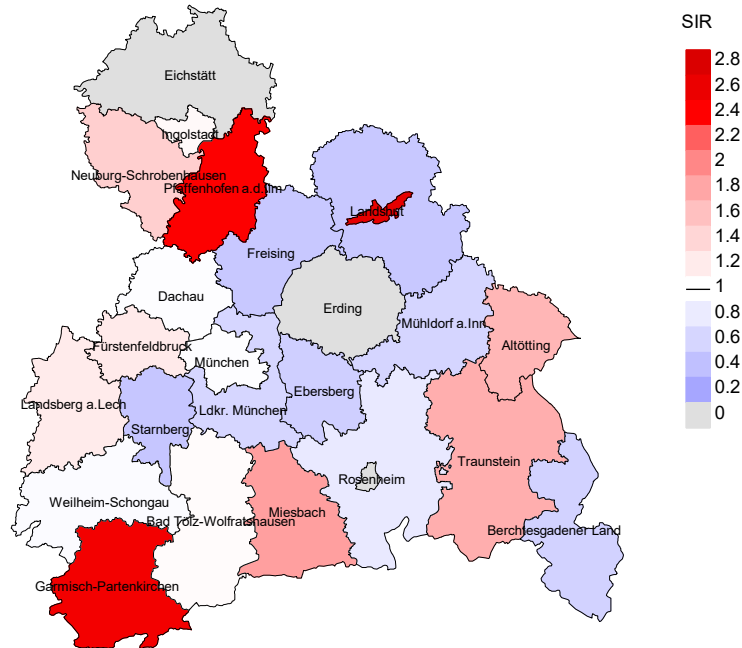 SIR
2.8
2.6
2.4
2.2
2
1.8
1.6
1.4
1.2
1
0.8
0.6
0.4
0.2
0
Eichstätt
Ingolstadt
Neuburg-Schrobenhausen
Pfaffenhofen a.d.Ilm
Landshut
Freising
Dachau
Erding
Mühldorf a.Inn
Altötting
Fürstenfeldbruck
München
Ebersberg
Landsberg a.Lech
Starnberg
Ldkr. München
Traunstein
Rosenheim
Weilheim-Schongau
Miesbach
Bad Tölz-Wolfratshausen
Berchtesgadener Land
Garmisch-Partenkirchen